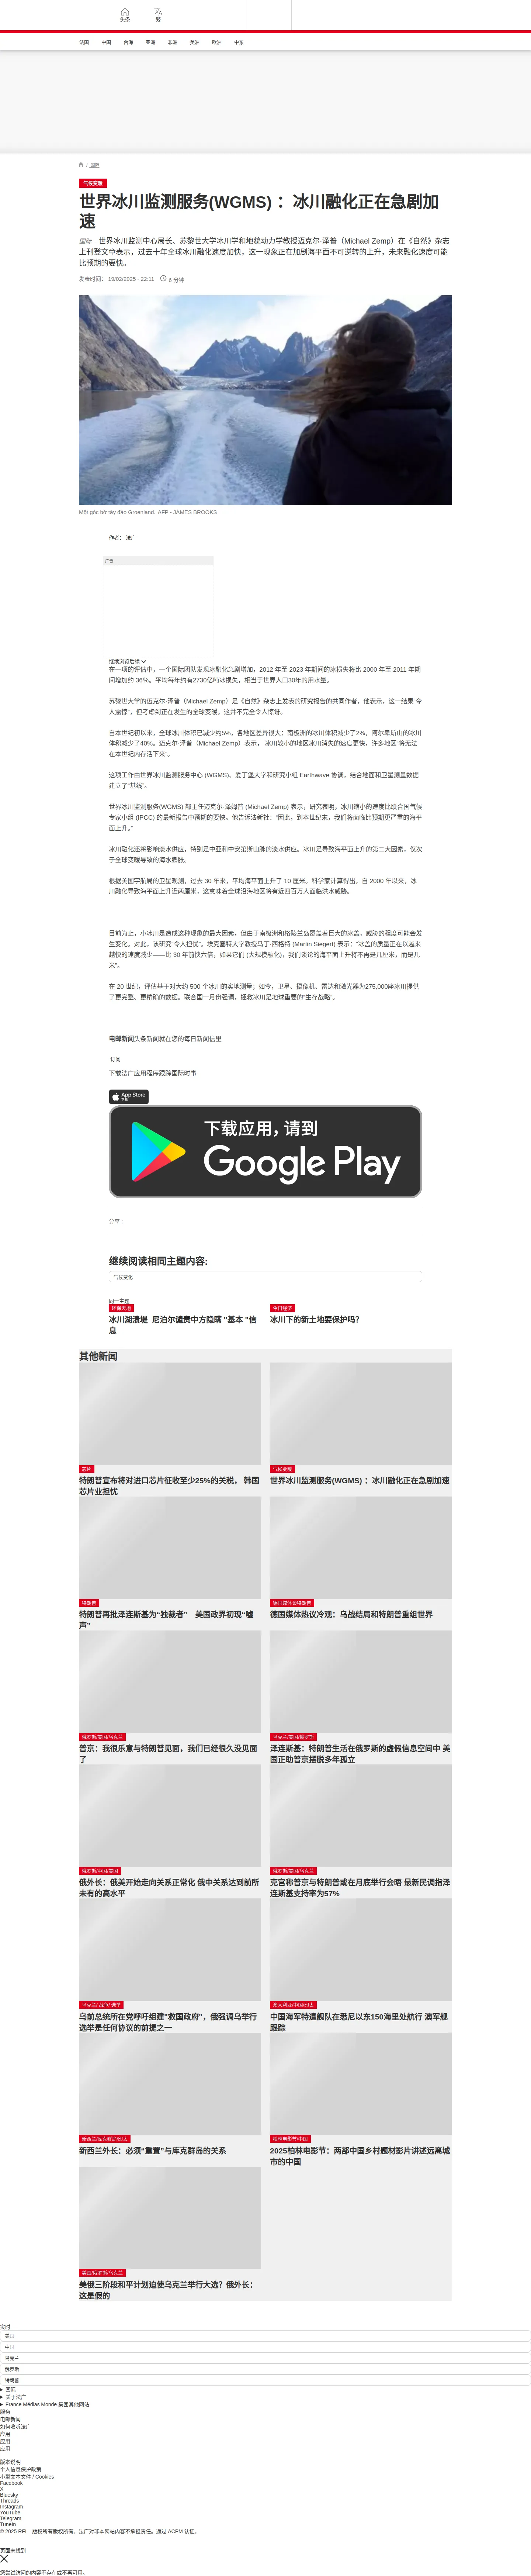 头条
繁
法国
中国
台海
亚洲
非洲
美洲
欧洲
中东
/ 国际
气候变暖
世界冰川监测服务(WGMS) ：冰川融化正在急剧加
速
国际 – 世界冰川监测中心局长、苏黎世大学冰川学和地貌动力学教授迈克尔·泽普（Michael Zemp）在《自然》杂志
上刊登文章表示，过去十年全球冰川融化速度加快，这一现象正在加剧海平面不可逆转的上升，未来融化速度可能
比预期的要快。
发表时间： 19/02/2025 - 22:11 6 分钟
Một góc bờ tây đảo Groenland. AFP - JAMES BROOKS
作者： 法广
广告
继续浏览后续
在一项的评估中，一个国际团队发现冰融化急剧增加，2012 年至 2023 年期间的冰损失将比 2000 年至 2011 年期
间增加约 36％。平均每年约有2730亿吨冰损失，相当于世界人口30年的用水量。
苏黎世大学的迈克尔·泽普（Michael Zemp）是《自然》杂志上发表的研究报告的共同作者，他表示，这一结果“令
人震惊”，但考虑到正在发生的全球变暖，这并不完全令人惊讶。
自本世纪初以来，全球冰川体积已减少约5%，各地区差异很大：南极洲的冰川体积减少了2%，阿尔卑斯山的冰川
体积减少了40%。迈克尔·泽普（Michael Zemp）表示， 冰川较小的地区冰川消失的速度更快，许多地区“将无法
在本世纪内存活下来”。
这项工作由世界冰川监测服务中心 (WGMS)、爱丁堡大学和研究小组 Earthwave 协调，结合地面和卫星测量数据
建立了“基线”。
世界冰川监测服务(WGMS) 部主任迈克尔·泽姆普 (Michael Zemp) 表示，研究表明，冰川缩小的速度比联合国气候
专家小组 (IPCC) 的最新报告中预期的要快。他告诉法新社：“因此，到本世纪末，我们将面临比预期更严重的海平
面上升。”
冰川融化还将影响淡水供应，特别是中亚和中安第斯山脉的淡水供应。冰川是导致海平面上升的第二大因素，仅次
于全球变暖导致的海水膨胀。
根据美国宇航局的卫星观测，过去 30 年来，平均海平面上升了 10 厘米。科学家计算得出，自 2000 年以来，冰
川融化导致海平面上升近两厘米，这意味着全球沿海地区将有近四百万人面临洪水威胁。
目前为止，小冰川是造成这种现象的最大因素，但由于南极洲和格陵兰岛覆盖着巨大的冰盖，威胁的程度可能会发
生变化。对此，该研究“令人担忧”。埃克塞特大学教授马丁·西格特 (Martin Siegert) 表示：“冰盖的质量正在以越来
越快的速度减少——比 30 年前快六倍，如果它们 (大规模融化)，我们谈论的海平面上升将不再是几厘米，而是几
米”。
在 20 世纪，评估基于对大约 500 个冰川的实地测量；如今，卫星、摄像机、雷达和激光器为275,000座冰川提供
了更完整、更精确的数据。联合国一月份强调，拯救冰川是地球重要的“生存战略”。
电邮新闻头条新闻就在您的每日新闻信里
订阅
下载法广应用程序跟踪国际时事
App Store
下载
下载应用，请到
Google Play
分享 :
继续阅读相同主题内容:
气候变化
同一主题
环保天地
冰川湖溃堤 尼泊尔谴责中方隐瞒 "基本 "信
息
今日经济
冰川下的新土地要保护吗？
其他新闻
芯片
特朗普宣布将对进口芯片征收至少25%的关税， 韩国
芯片业担忧
气候变暖
世界冰川监测服务(WGMS) ：冰川融化正在急剧加速
特朗普
特朗普再批泽连斯基为“独裁者” 美国政界初现“嘘
声”
德国媒体谈特朗普
德国媒体热议冷观：乌战结局和特朗普重组世界
俄罗斯/美国/乌克兰
普京：我很乐意与特朗普见面，我们已经很久没见面
了
乌克兰/美国/俄罗斯
泽连斯基：特朗普生活在俄罗斯的虚假信息空间中 美
国正助普京摆脱多年孤立
俄罗斯/中国/美国
俄外长：俄美开始走向关系正常化 俄中关系达到前所
未有的高水平
俄罗斯/美国/乌克兰
克宫称普京与特朗普或在月底举行会晤 最新民调指泽
连斯基支持率为57%
乌克兰/ 战争/ 选举
乌前总统所在党呼吁组建"救国政府"，俄强调乌举行
选举是任何协议的前提之一
澳大利亚/中国/印太
中国海军特遣舰队在悉尼以东150海里处航行 澳军舰
跟踪
新西兰/库克群岛/印太
新西兰外长：必须“重置”与库克群岛的关系
柏林电影节/中国
2025柏林电影节：两部中国乡村题材影片讲述远离城
市的中国
美国/俄罗斯/乌克兰
美俄三阶段和平计划迫使乌克兰举行大选？俄外长：
这是假的
实时
美国
中国
乌克兰
俄罗斯
特朗普
国际
关于法广
France Médias Monde 集团其他网站
服务
电邮新闻
如何收听法广
应用
应用
应用
版本说明
个人信息保护政策
小型文本文件 / Cookies
Facebook
X
Bluesky
Threads
Instagram
YouTube
Telegram
TuneIn
© 2025 RFI – 版权所有版权所有。法广对非本网站内容不承担责任。通过 ACPM 认证。
页面未找到
您尝试访问的内容不存在或不再可用。